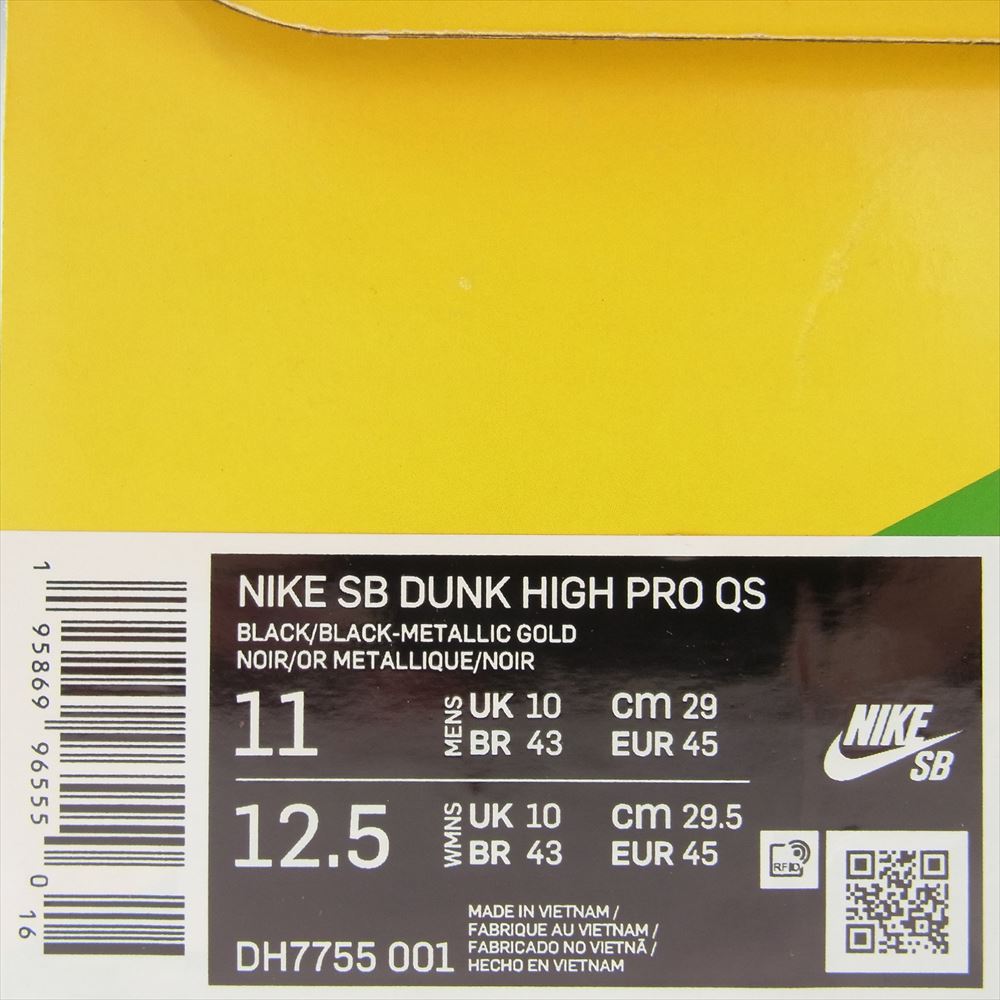 1 95869 96555 0 16
NIKE SB DUNK HIGH PRO QS
BLACK/BLACK-METALLIC GOLD
NOIR/OR METALLIQUE/NOIR
11 MENS UK 10 CM 29
BR 43 EUR 45
12.5 WMNS UK 10 CM 29.5
BR 43 EUR 45
NIKE
SB
RFID
MADE IN VIETNAM /
FABRIQUE AU VIETNAM /
FABRICADO NO VIETNÃ /
HECHO EN VIETNAM
DH7755 001